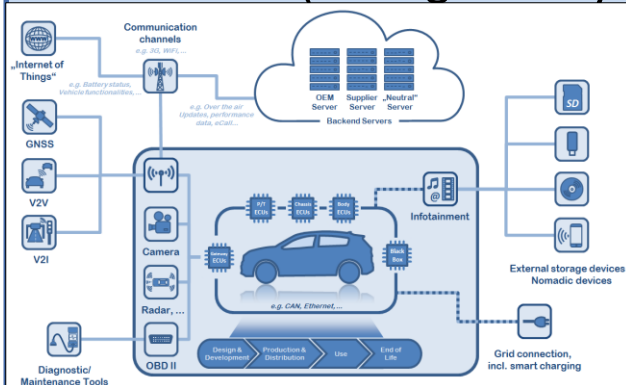 Communication
channels
e.g. 3G, WiFi, ...
„Internet of
Things“
e.g. Battery status,
e.g. Over the air
Updates, performance
data, eCall...
OEM
Server
Supplier
Server
„Neutral“
Server
Backend Servers
SD
GNSS
V2V
V2I
P/T
ECUs
Chassis
ECUs
Body
ECUs
Infotainment
Camera
Gateway
ECUs
Black
Box
Radar, ...
e.g. CAN, Ethernet, ...
External storage devices
Nomadic devices
OBD II
Design &
Development
Production &
Distribution
Use
End of
Life
Diagnostic/
Maintenance Tools
Grid connection,
incl. smart charging